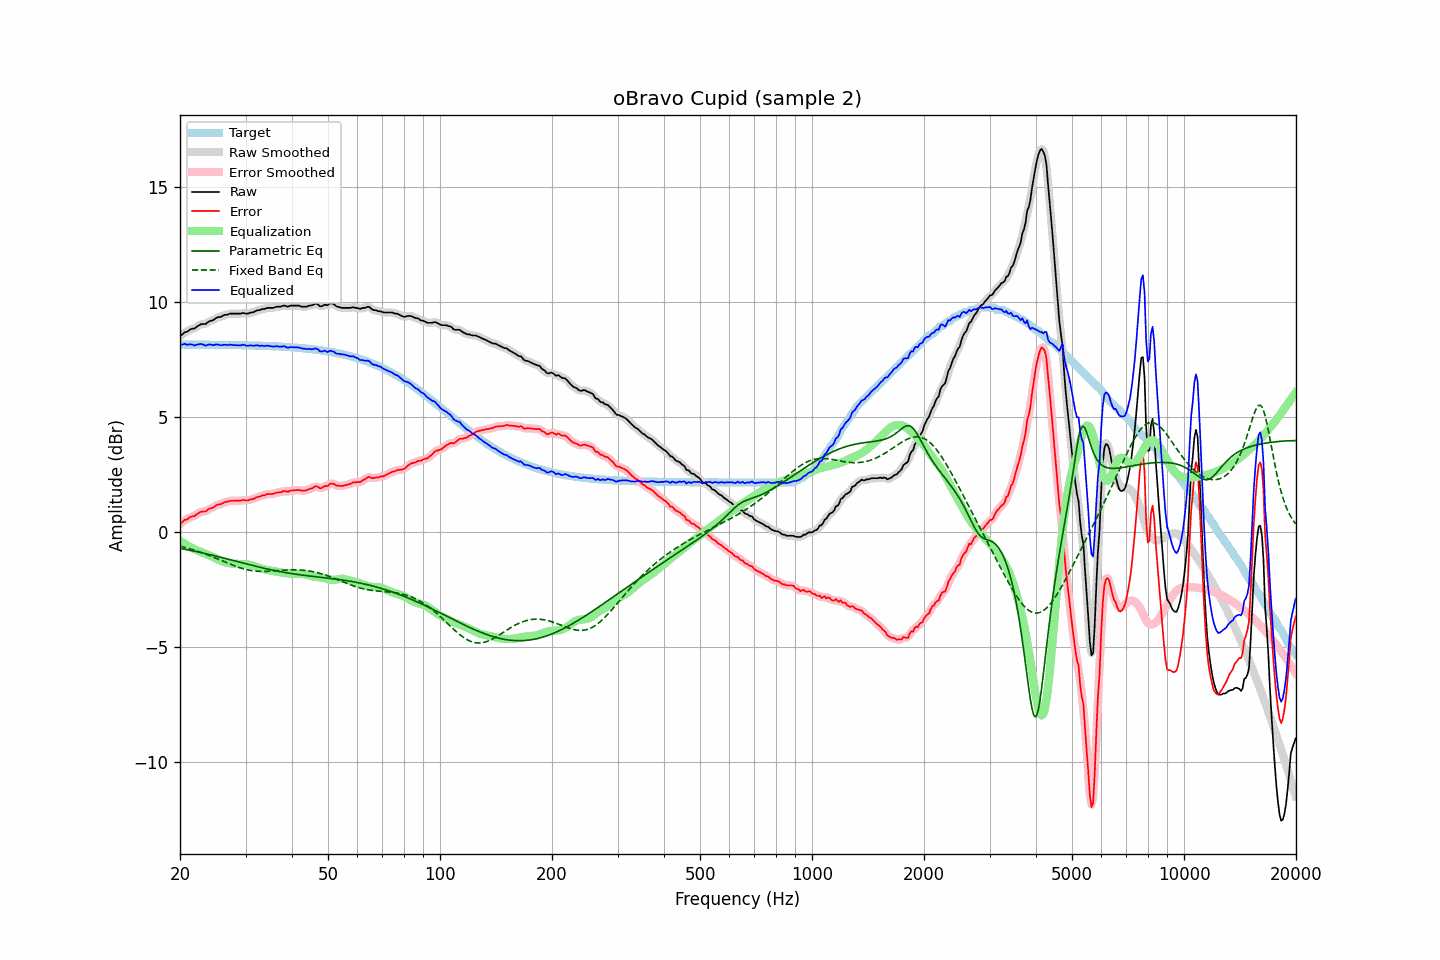 oBravo Cupid (sample 2)
Target
Raw Smoothed
Error Smoothed
Raw
Error
Equalization
Parametric Eq
Fixed Band Eq
Equalized
15
10
5
0
−5
−10
Amplitude (dBr)
20
50
100
200
500
1000
2000
5000
10000
20000
Frequency (Hz)